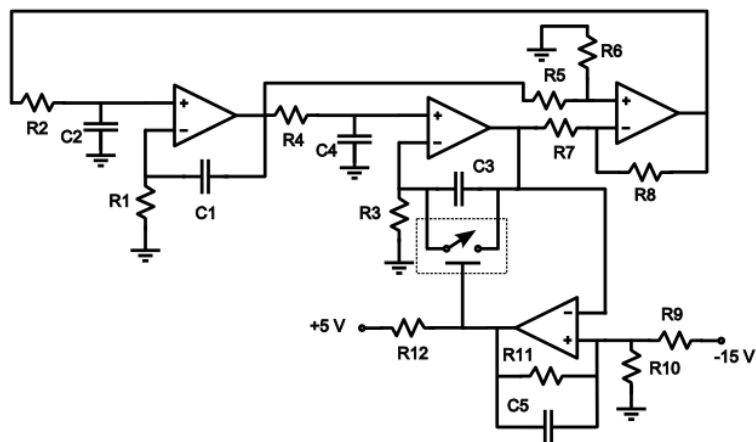 R6
R5
R2
C2
R4
C4
R7
R8
R1
C1
R3
C3
+5 V
R12
R11
R9
-15 V
R10
C5
+
-
+
-
+
-
-
+